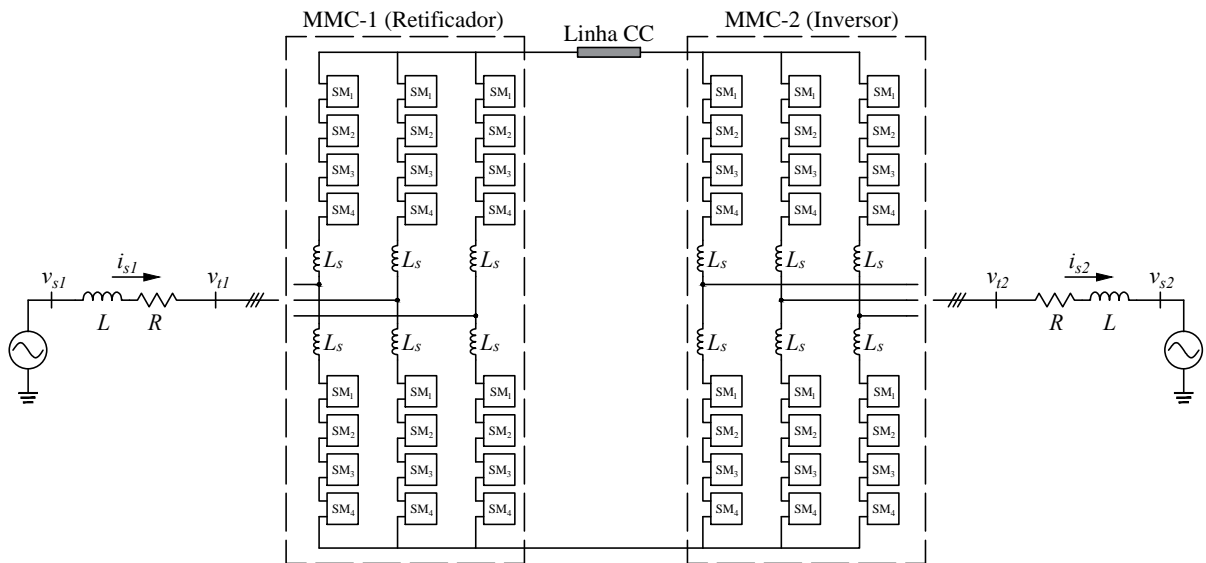 MMC-1 (Retificador)
Linha CC
MMC-2 (Inversor)
SM1 SM1 SM1 SM1 SM1 SM1
SM2 SM2 SM2 SM2 SM2 SM2
SM3 SM3 SM3 SM3 SM3 SM3
SM4 SM4 SM4 SM4 SM4 SM4
Ls Ls Ls Ls Ls Ls
vs1 is1 vt1 vt2 is2 vs2
L R R L
Ls Ls Ls Ls Ls Ls
SM1 SM1 SM1 SM1 SM1 SM1
SM2 SM2 SM2 SM2 SM2 SM2
SM3 SM3 SM3 SM3 SM3 SM3
SM4 SM4 SM4 SM4 SM4 SM4